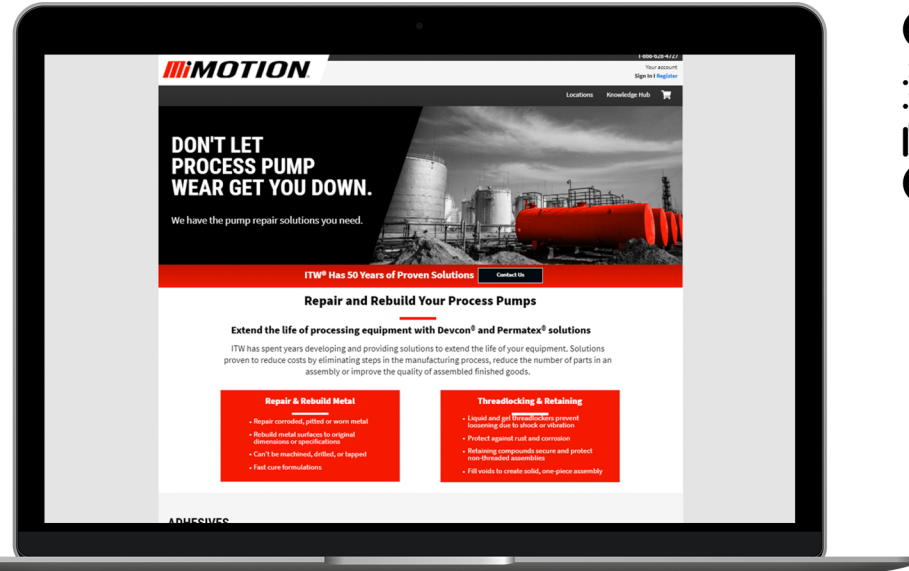 1-866-628-4727
MiMOTION.
Your account
Sign In | Register
Locations Knowledge Hub
DON'T LET
PROCESS PUMP
WEAR GET YOU DOWN.
We have the pump repair solutions you need.
ITW® Has 50 Years of Proven Solutions Contact Us
Repair and Rebuild Your Process Pumps
Extend the life of processing equipment with Devcon® and Permatex® solutions
ITW has spent years developing and providing solutions to extend the life of your equipment. Solutions
proven to reduce costs by eliminating steps in the manufacturing process, reduce the number of parts in an
assembly or improve the quality of assembled finished goods.
Repair & Rebuild Metal
• Repair corroded, pitted or worn metal
• Rebuild metal surfaces to original
dimensions or specifications
• Can't be machined, drilled, or tapped
• Fast cure formulations
Threadlocking & Retaining
• Liquid and gel threadlockers prevent
loosening due to shock or vibration
• Protect against rust and corrosion
• Retaining compounds secure and protect
non-threaded assemblies
• Fill voids to create solid, one-piece assembly
ADHESIVES